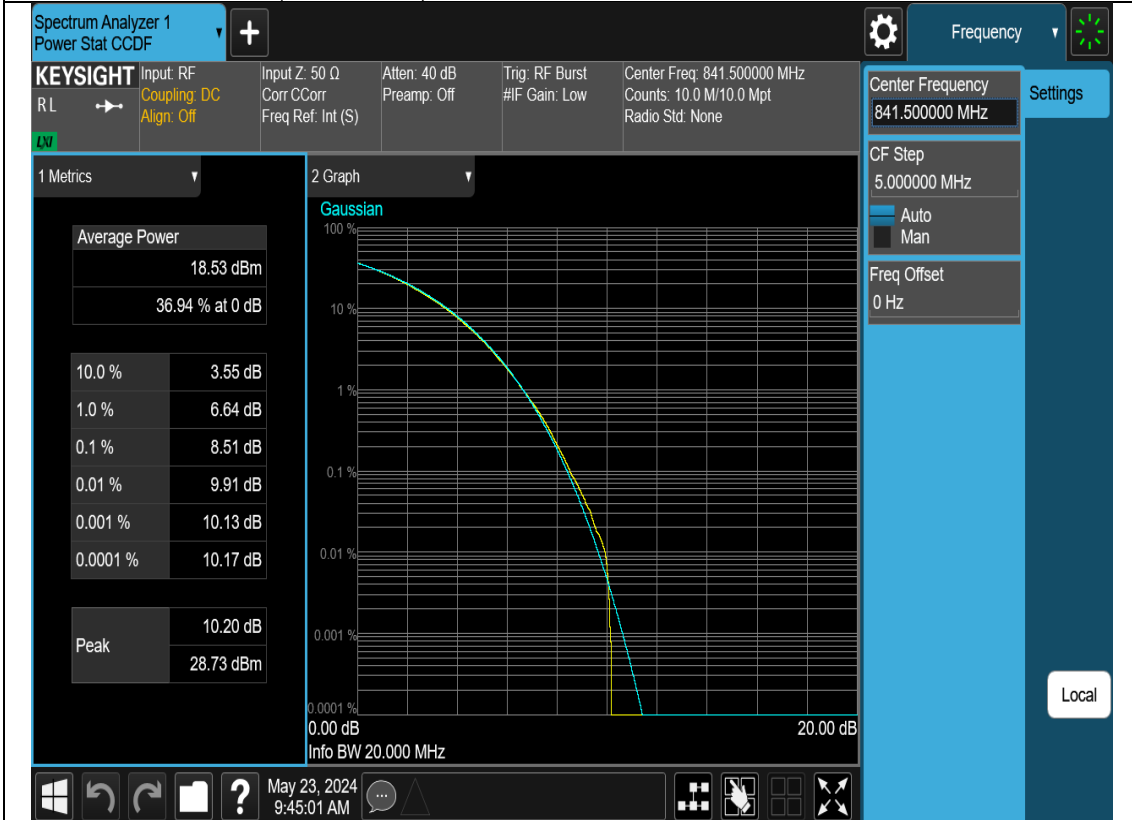 Spectrum Analyzer 1
Power Stat CCDF
+
Frequency
KEYSIGHT
RL
LXI
Input: RF
Coupling: DC
Align: Off
Input Z: 50 Ω
Corr CCorr
Freq Ref: Int (S)
Atten: 40 dB
Preamp: Off
Trig: RF Burst
#IF Gain: Low
Center Freq: 841.500000 MHz
Counts: 10.0 M/10.0 Mpt
Radio Std: None
Center Frequency
841.500000 MHz
Settings
CF Step
5.000000 MHz
Auto
Man
Freq Offset
0 Hz
1 Metrics
Average Power
18.53 dBm
36.94 % at 0 dB
10.0 % 3.55 dB
1.0 % 6.64 dB
0.1 % 8.51 dB
0.01 % 9.91 dB
0.001 % 10.13 dB
0.0001 % 10.17 dB
Peak
10.20 dB
28.73 dBm
2 Graph
Gaussian
100 %
10 %
1 %
0.1 %
0.01 %
0.001 %
0.0001 %
0.00 dB 20.00 dB
Info BW 20.000 MHz
Local
?
May 23, 2024
9:45:01 AM